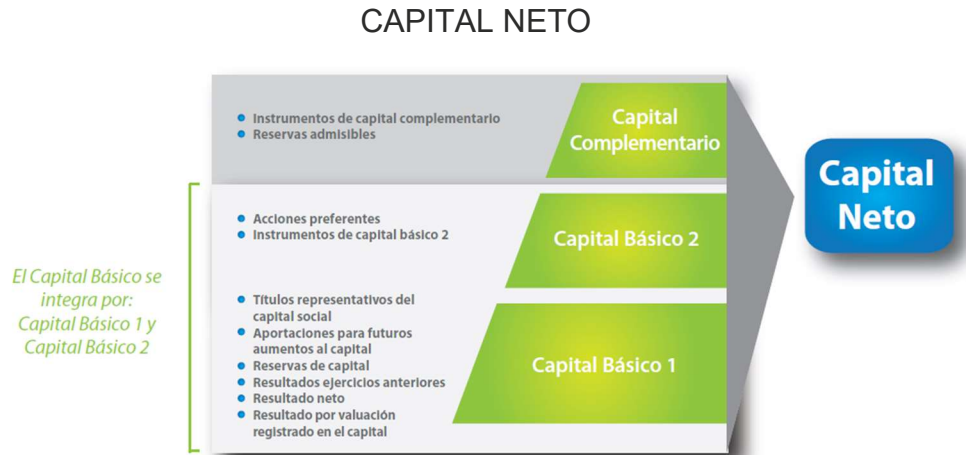 CAPITAL NETO
Instrumentos de capital complementario
Reservas admisibles
Capital
Complementario
Capital
Neto
Acciones preferentes
Instrumentos de capital básico 2
Capital Básico 2
El Capital Básico se
integra por:
Capital Básico 1 y
Capital Básico 2
Títulos representativos del
capital social
Aportaciones para futuros
aumentos al capital
Reservas de capital
Resultados ejercicios anteriores
Resultado neto
Resultado por valuación
registrado en el capital
Capital Básico 1